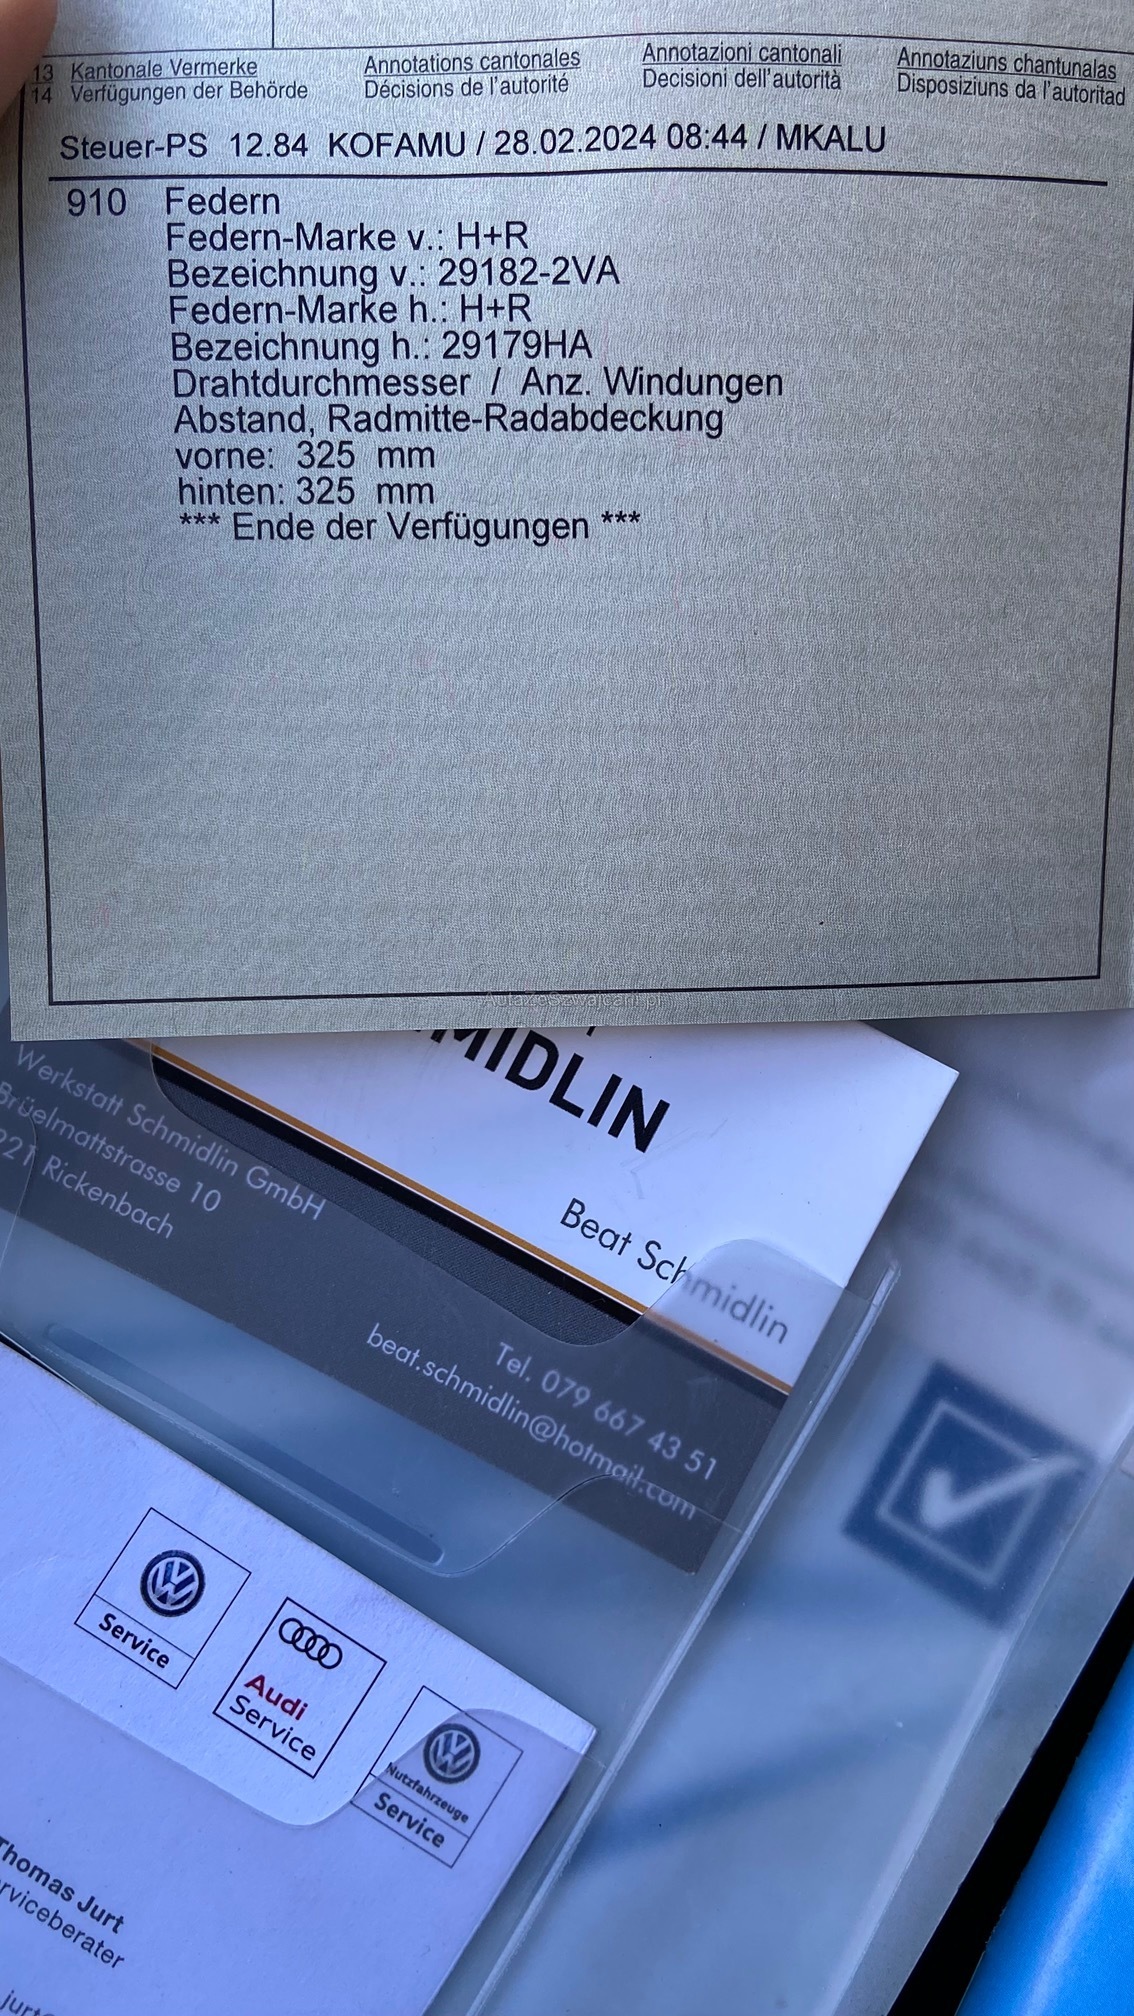 13 Kantonale Vermerke Annotations cantonales Annotazioni cantonali Annotaziuns chantunalas
14 Verfügungen der Behörde Décisions de l'autorité Decisioni dell'autorità Disposiziuns da l'autoritad
Steuer-PS 12.84 KOFAMU / 28.02.2024 08:44 / MKALU
910 Federn
Federn-Marke v.: H+R
Bezeichnung v.: 29182-2VA
Federn-Marke h.: H+R
Bezeichnung h.: 29179HA
Drahtdurchmesser / Anz. Windungen
Abstand, Radmitte-Radabdeckung
vorne: 325 mm
hinten: 325 mm
*** Ende der Verfügungen ***
AutaZeSzwajcarii.pl
MIDLIN
Werkstatt Schmidlin GmbH
Brüelmattstrasse 10
221 Rickenbach
Beat Schmidlin
Tel. 079 667 43 51
beat.schmidlin@hotmail.com
Service
Audi
Service
Nutzfahrzeuge
Service
Thomas Jurt
rviceberater